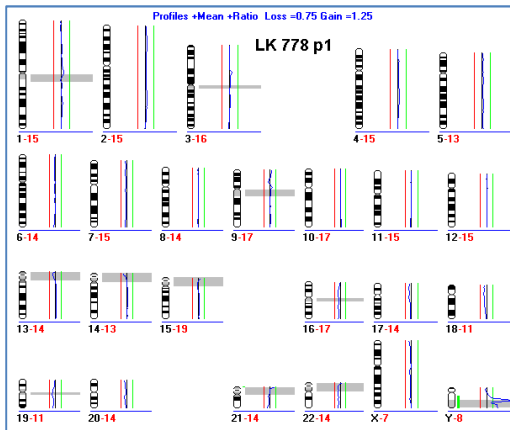 Profiles +Mean +Ratio Loss =0.75 Gain =1.25
LK 778 p1
1-15 2-15 3-16 4-15 5-13
6-14 7-15 8-14 9-17 10-17 11-15 12-15
13-14 14-13 15-19 16-17 17-14 18-11
19-11 20-14 21-14 22-14 X-7 Y-8